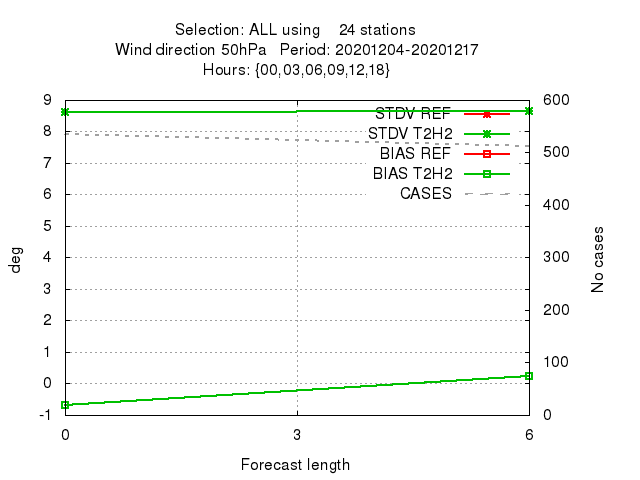 Selection: ALL using 24 stations
Wind direction 50hPa Period: 20201204-20201217
Hours: {00,03,06,09,12,18}
9 600
STDV REF
8 STDV T2H2
500
BIAS REF
7
BIAS T2H2
6 CASES
400
5
4 300
3
200
2
1 100
0
-1 0
0 3 6
deg
No cases
Forecast length